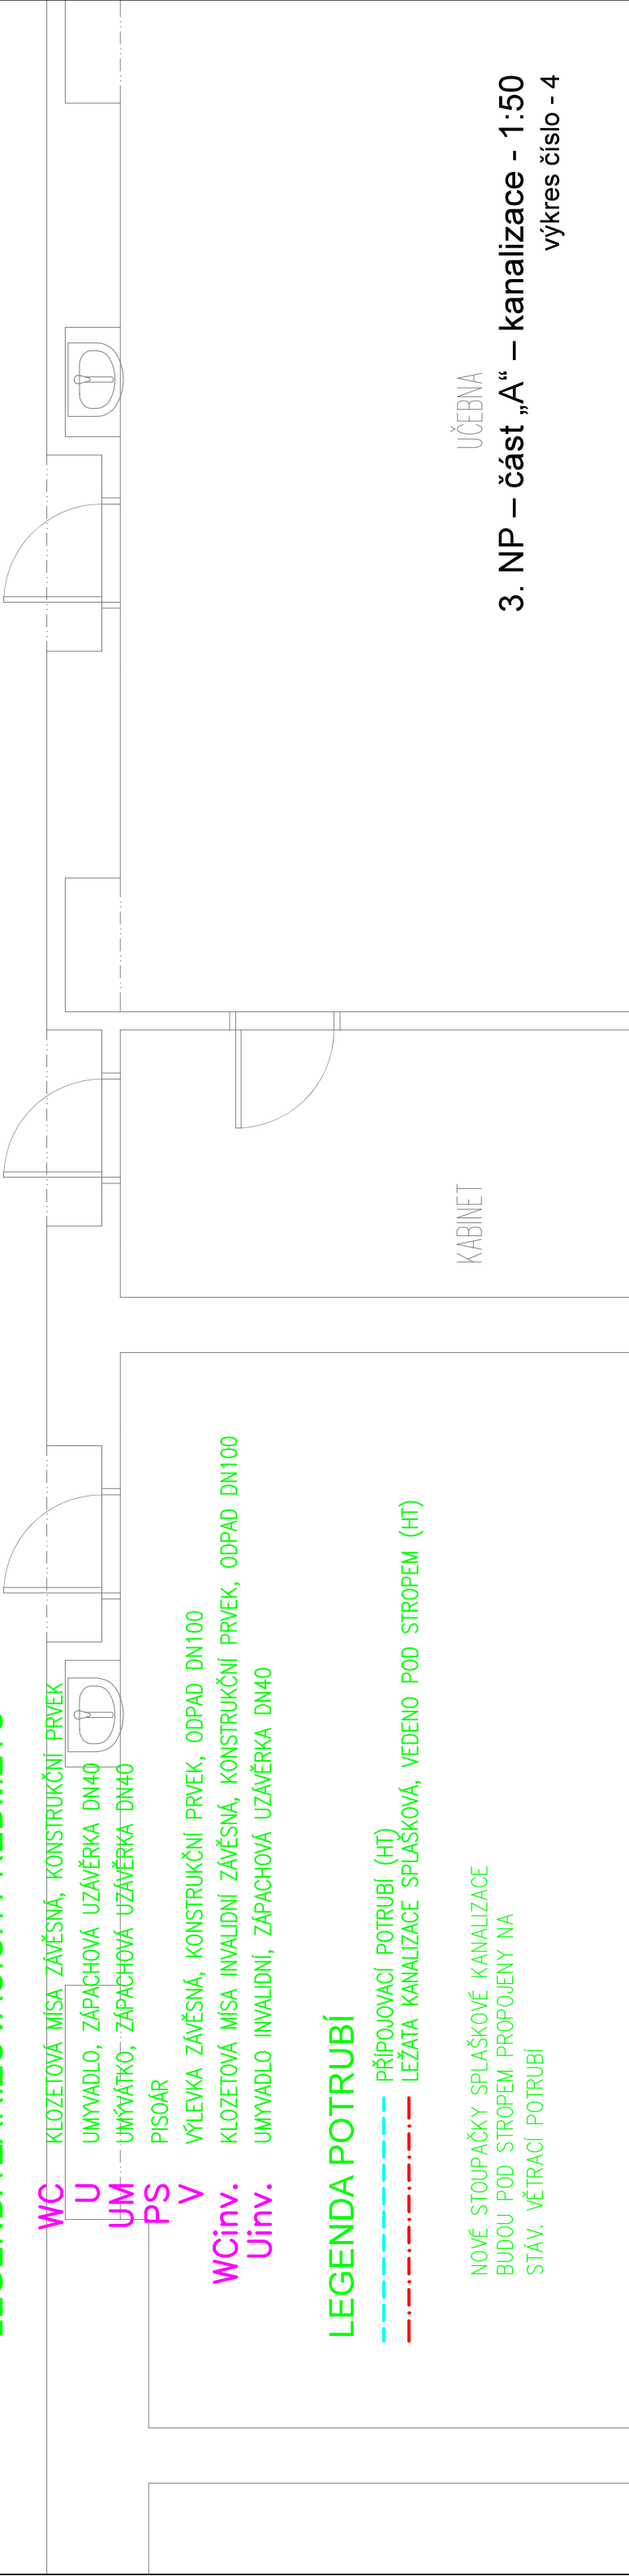 WC KLOZETOVÁ MÍSA ZÁVĚSNÁ, KONSTRUKČNÍ PRVEK
U UMYVADLO, ZÁPACHOVÁ UZÁVĚRKA DN40
UM UMÝVÁTKO, ZÁPACHOVÁ UZÁVĚRKA DN40
PS PISOÁR
V VÝLEVKA ZÁVĚSNÁ, KONSTRUKČNÍ PRVEK, ODPAD DN100
WCinv. KLOZETOVÁ MÍSA INVALIDNÍ ZÁVĚSNÁ, KONSTRUKČNÍ PRVEK, ODPAD DN100
Uinv. UMYVADLO INVALIDNÍ, ZÁPACHOVÁ UZÁVĚRKA DN40
LEGENDA POTRUBÍ
PŘIPOJOVACÍ POTRUBÍ (HT)
LEŽATA KANALIZACE SPLAŠKOVÁ, VEDENO POD STROPEM (HT)
NOVÉ STOUPAČKY SPLAŠKOVÉ KANALIZACE
BUDOU POD STROPEM PROPOJENY NA
STÁV. VĚTRACÍ POTRUBÍ
KABINET
UČEBNA
3. NP – část „A“ – kanalizace - 1:50
výkres číslo - 4